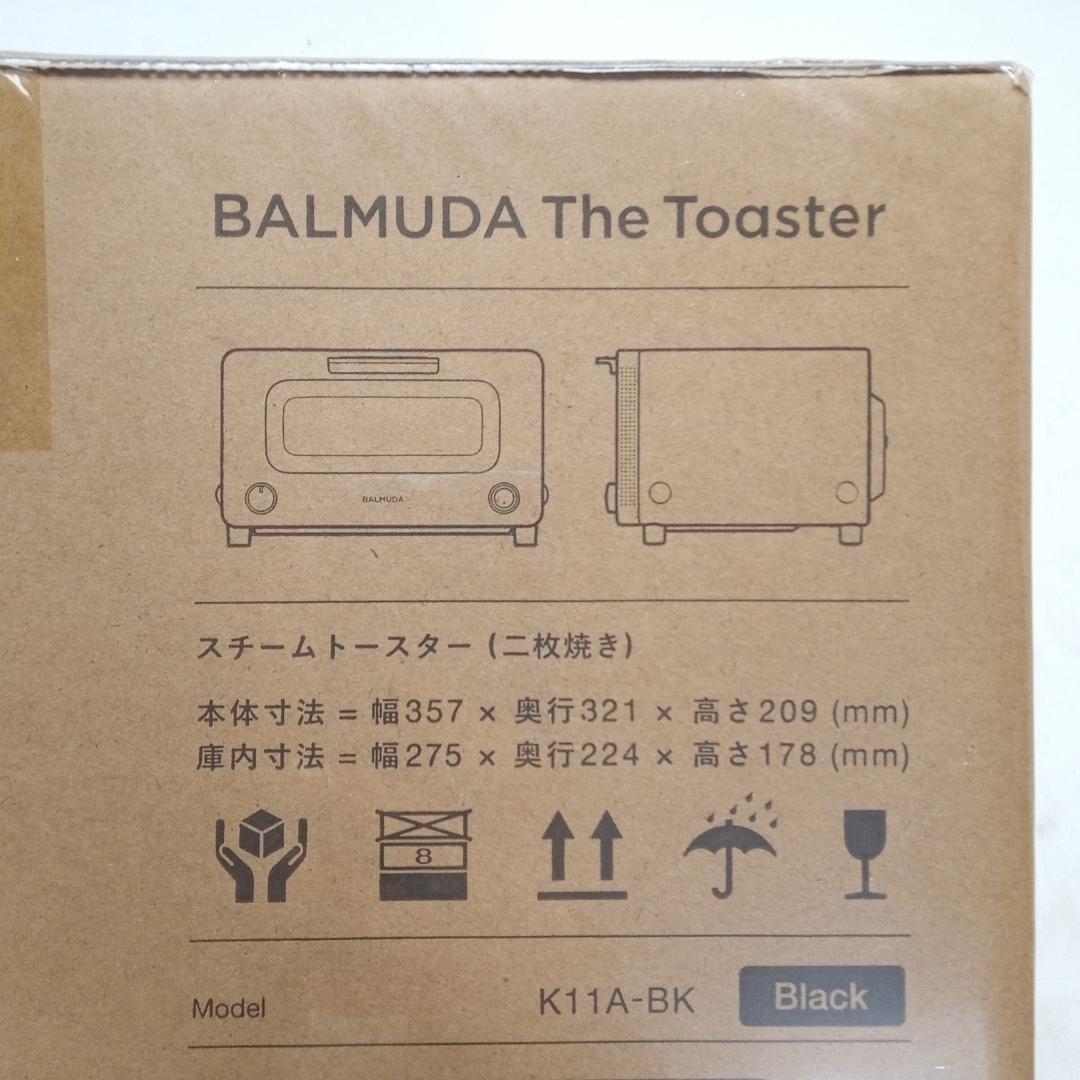 BALMUDA The Toaster
BALMUDA
スチームトースター (二枚焼き)
本体寸法 = 幅357 × 奥行321 × 高さ209 (mm)
庫内寸法 = 幅275 × 奥行224 × 高さ178 (mm)
8
Model K11A-BK Black